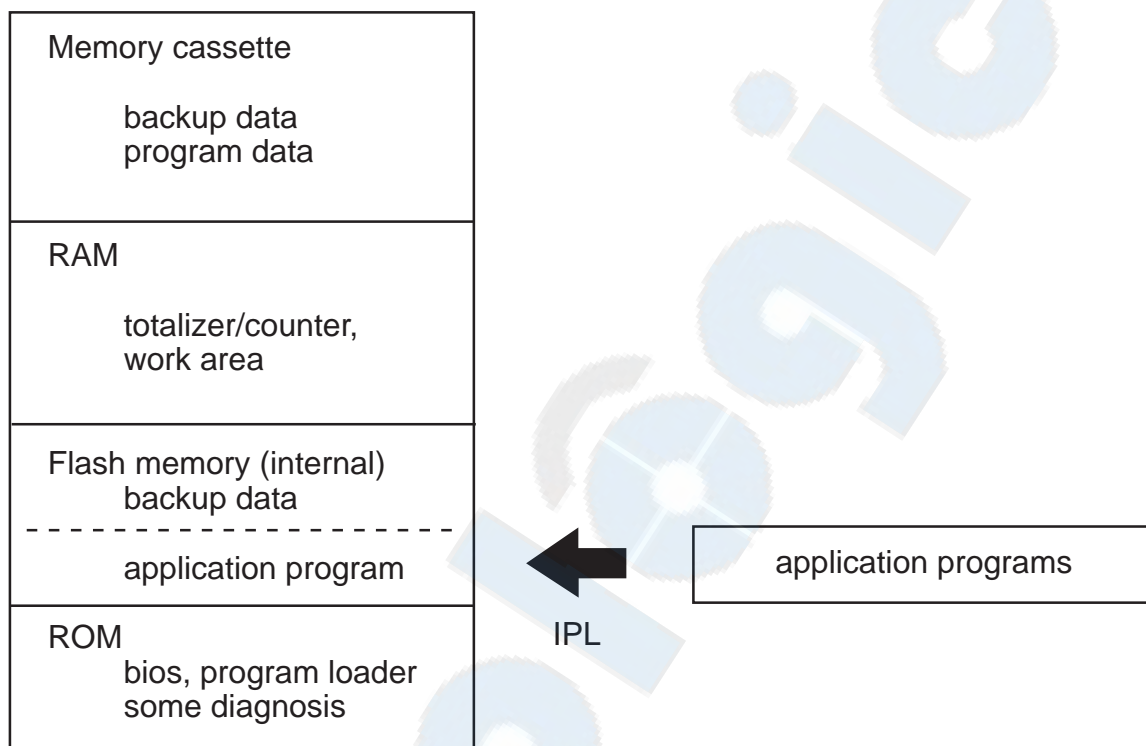 Memory cassette
backup data
program data
RAM
totalizer/counter,
work area
Flash memory (internal)
backup data
application program
application programs
IPL
ROM
bios, program loader
some diagnosis